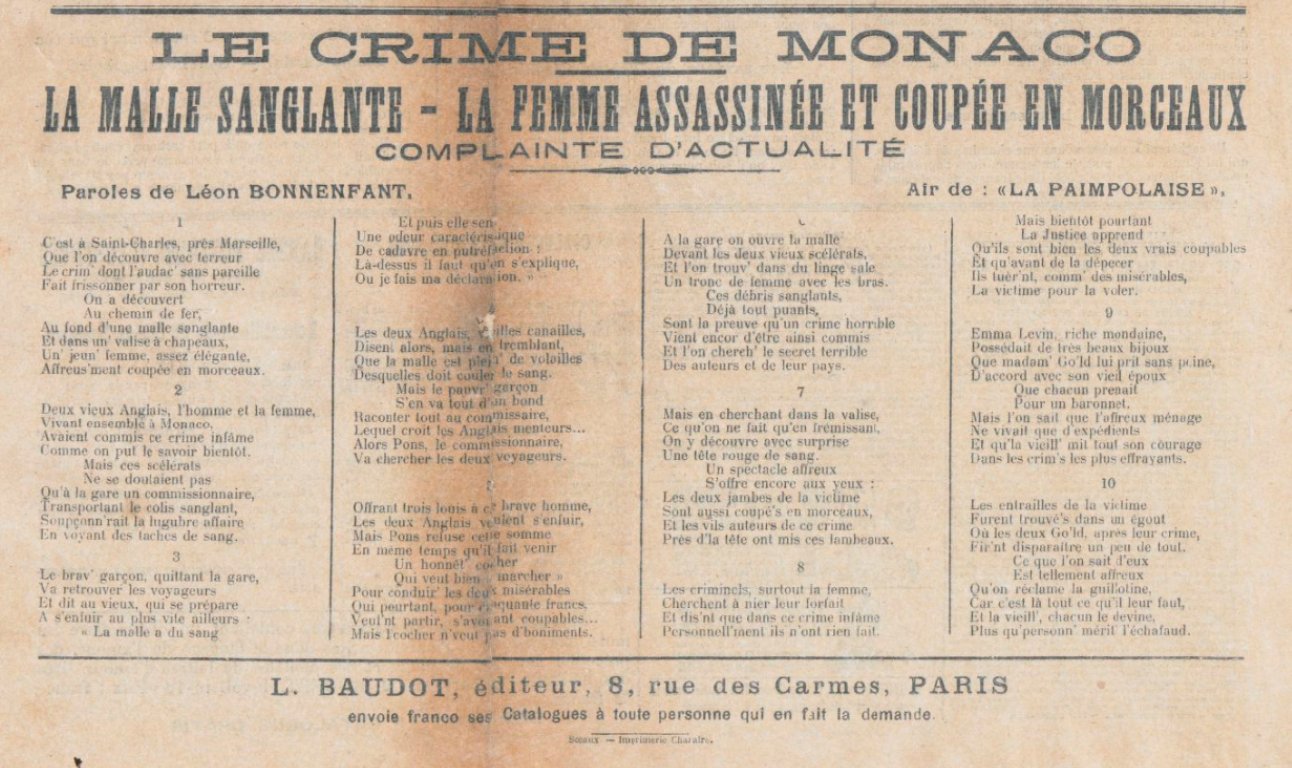 LE CRIME DE MONACO
LA MALLE SANGLANTE - LA FEMME ASSASSINÉE ET COUPÉE EN MORCEAUX
COMPLAINTE D'ACTUALITÉ
Paroles de Léon BONNENFANT,
Air de : «LA PAIMPOLAISE»,
1
C'est à Saint-Charles, près Marseille,
Que l'on découvre avec terreur
Le crim' dont l'audac' sans pareille
Fait frissonner par son horreur.
On a découvert
Au chemin de fer,
Au fond d'une malle sanglante
Et dans un' valise à chapeaux,
Un' jeun' femme, assez élégante,
Affreus'ment coupée en morceaux.
2
Deux vieux Anglais, l'homme et la femme,
Vivant ensemble à Monaco,
Avaient commis ce crime infâme
Comme on put le savoir bientôt.
Mais ces scélérats
Ne se doutaient pas
Qu'à la gare un commissionnaire,
Transportant le colis sanglant,
Soupçonn'rait la lugubre affaire
En voyant des taches de sang.
3
Le brav' garçon, quittant la gare,
Va retrouver les voyageurs
Et dit au vieux, qui se prépare
A s'enfuir au plus vite ailleurs :
« La malle a du sang
Et puis elle sent
Une odeur caractéristique
De cadavre en putréfaction ;
Là-dessus il faut qu'on s'explique,
Ou je fais ma déclaration. »
Les deux Anglais, vieilles canailles,
Disent alors, mais en tremblant,
Que la malle est plein' de volailles
Desquelles doit couler le sang.
Mais le pauvr' garçon
S'en va tout d'un bond
Raconter tout au commissaire,
Lequel croit les Anglais menteurs...
Alors Pons, le commissionnaire,
Va chercher les deux voyageurs.
Offrant trois louis à ce brave homme,
Les deux Anglais veulent s'enfuir,
Mais Pons refuse cette somme
En même temps qu'il fait venir
Un honnêt' cocher
Qui veut bien « marcher »
Pour conduir' les deux misérables
Qui pourtant, pour cinquante francs,
Veul'nt partir, s'avouant coupables...
Mais l'cocher n'veut pas d'boniments.
A la gare on ouvre la malle
Devant les deux vieux scélérats,
Et l'on trouv' dans du linge sale
Un tronc de femme avec les bras.
Ces débris sanglants,
Déjà tout puants,
Sont la preuve qu'un crime horrible
Vient encor d'être ainsi commis
Et l'on cherch' le secret terrible
Des auteurs et de leur pays.
7
Mais en cherchant dans la valise,
Ce qu'on ne fait qu'en frémissant,
On y découvre avec surprise
Une tête rouge de sang.
Un spectacle affreux
S'offre encore aux yeux :
Les deux jambes de la victime
Sont aussi coupé's en morceaux,
Et les vils auteurs de ce crime
Près d'la tête ont mis ces lambeaux.
8
Les criminels, surtout la femme,
Cherchent à nier leur forfait
Et dis'nt que dans ce crime infâme
Personnell'ment ils n'ont rien fait.
Mais bientôt pourtant
La Justice apprend
Qu'ils sont bien les deux vrais coupables
Et qu'avant de la dépecer
Ils tuèr'nt, comm' des misérables,
La victime pour la voler.
9
Emma Levin, riche mondaine,
Possédait de très beaux bijoux
Que madam' Go'ld lui prit sans peine,
D'accord avec son vieil époux
Que chacun prenait
Pour un baronnet.
Mais l'on sait que l'affreux ménage
Ne vivait que d'expédients
Et qu'la vieill' mit tout son courage
Dans les crim's les plus effrayants.
10
Les entrailles de la victime
Furent trouvé's dans un égout
Où les deux Go'ld, après leur crime,
Fir'nt disparaître un peu de tout.
Ce que l'on sait d'eux
Est tellement affreux
Qu'on réclame la guillotine,
Car c'est là tout ce qu'il leur faut,
Et la vieill', chacun le devine,
Plus qu'personn' mérit' l'échafaud.
L. BAUDOT, éditeur, 8, rue des Carmes, PARIS
envoie franco ses Catalogues à toute personne qui en fait la demande.
Sceaux — Imprimerie Charaire.